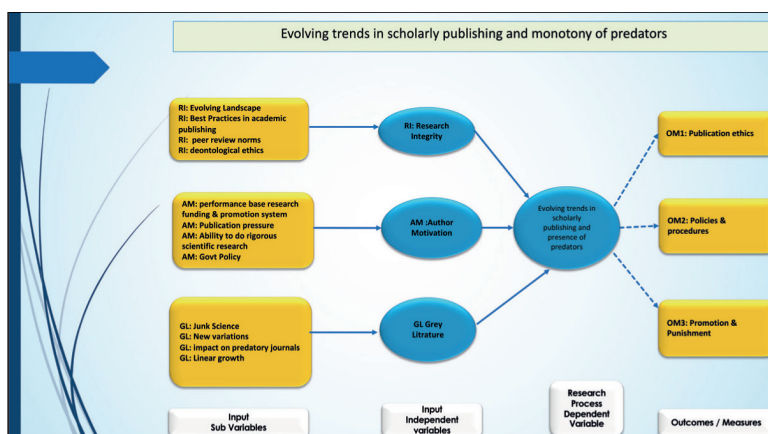 Evolving trends in scholarly publishing and monotony of predators
RI: Evolving Landscape
RI: Best Practices in academic
publishing
RI: peer review norms
RI: deontological ethics
RI: Research
Integrity
OM1: Publication ethics
AM: performance base research
funding & promotion system
AM: Publication pressure
AM: Ability to do rigorous
scientific research
AM: Govt Policy
AM :Author
Motivation
Evolving trends in
scholarly
publishing and
presence of
predators
OM2: Policies &
procedures
GL: Junk Science
GL: New variations
GL: Impact on predatory journals
GL: Linear growth
GL Grey
Litrature
OM3: Promotion &
Punishment
Input
Sub Variables
Input
Independent
variables
Research
Process
Dependent
Variable
Outcomes / Measures